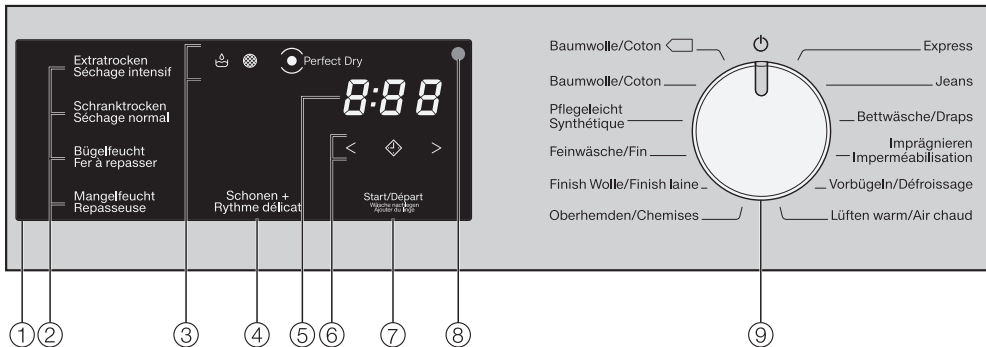 Extratrocken
Séchage intensif
Schranktrocken
Séchage normal
Bügelfeucht
Fer à repasser
Mangelfeucht
Repasseuse
Perfect Dry
8:88
<
>
Schonen +
Rythme délicat
Start/Départ
Wäsche nachlegen
Ajouter du linge
Baumwolle/Coton
Baumwolle/Coton
Pflegeleicht
Synthétique
Feinwäsche/Fin
Finish Wolle/Finish laine
Oberhemden/Chemises
Express
Jeans
Bettwäsche/Draps
Imprägnieren
Imperméabilisation
Vorbügeln/Défroissage
Lüften warm/Air chaud
① ② ③ ④ ⑤ ⑥ ⑦ ⑧ ⑨